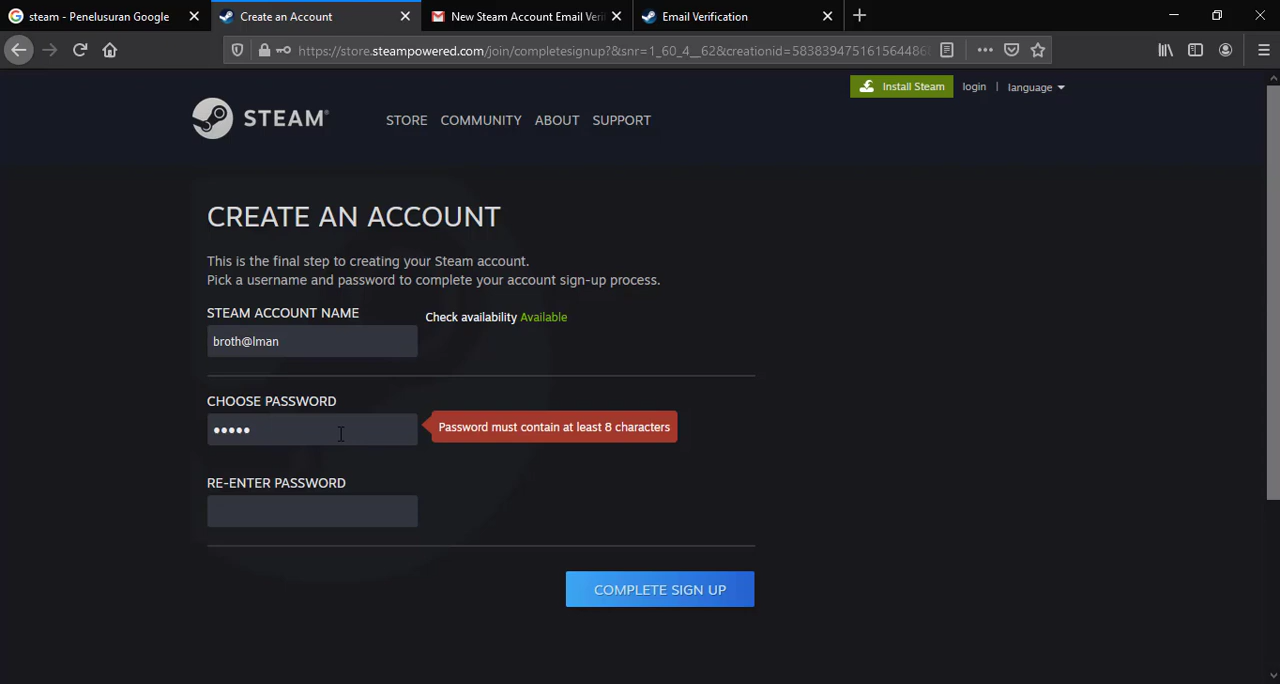 steam - Penelusuran Google
Create an Account
New Steam Account Email Veri
Email Verification
https://store.steampowered.com/join/completesignup?&snr=1_60_4__62&creationid=5838394751615644868
Install Steam
login | language
STEAM®
STORE COMMUNITY ABOUT SUPPORT
CREATE AN ACCOUNT
This is the final step to creating your Steam account.
Pick a username and password to complete your account sign-up process.
STEAM ACCOUNT NAME
Check availability Available
broth@lman
CHOOSE PASSWORD
•••••
Password must contain at least 8 characters
RE-ENTER PASSWORD
COMPLETE SIGN UP